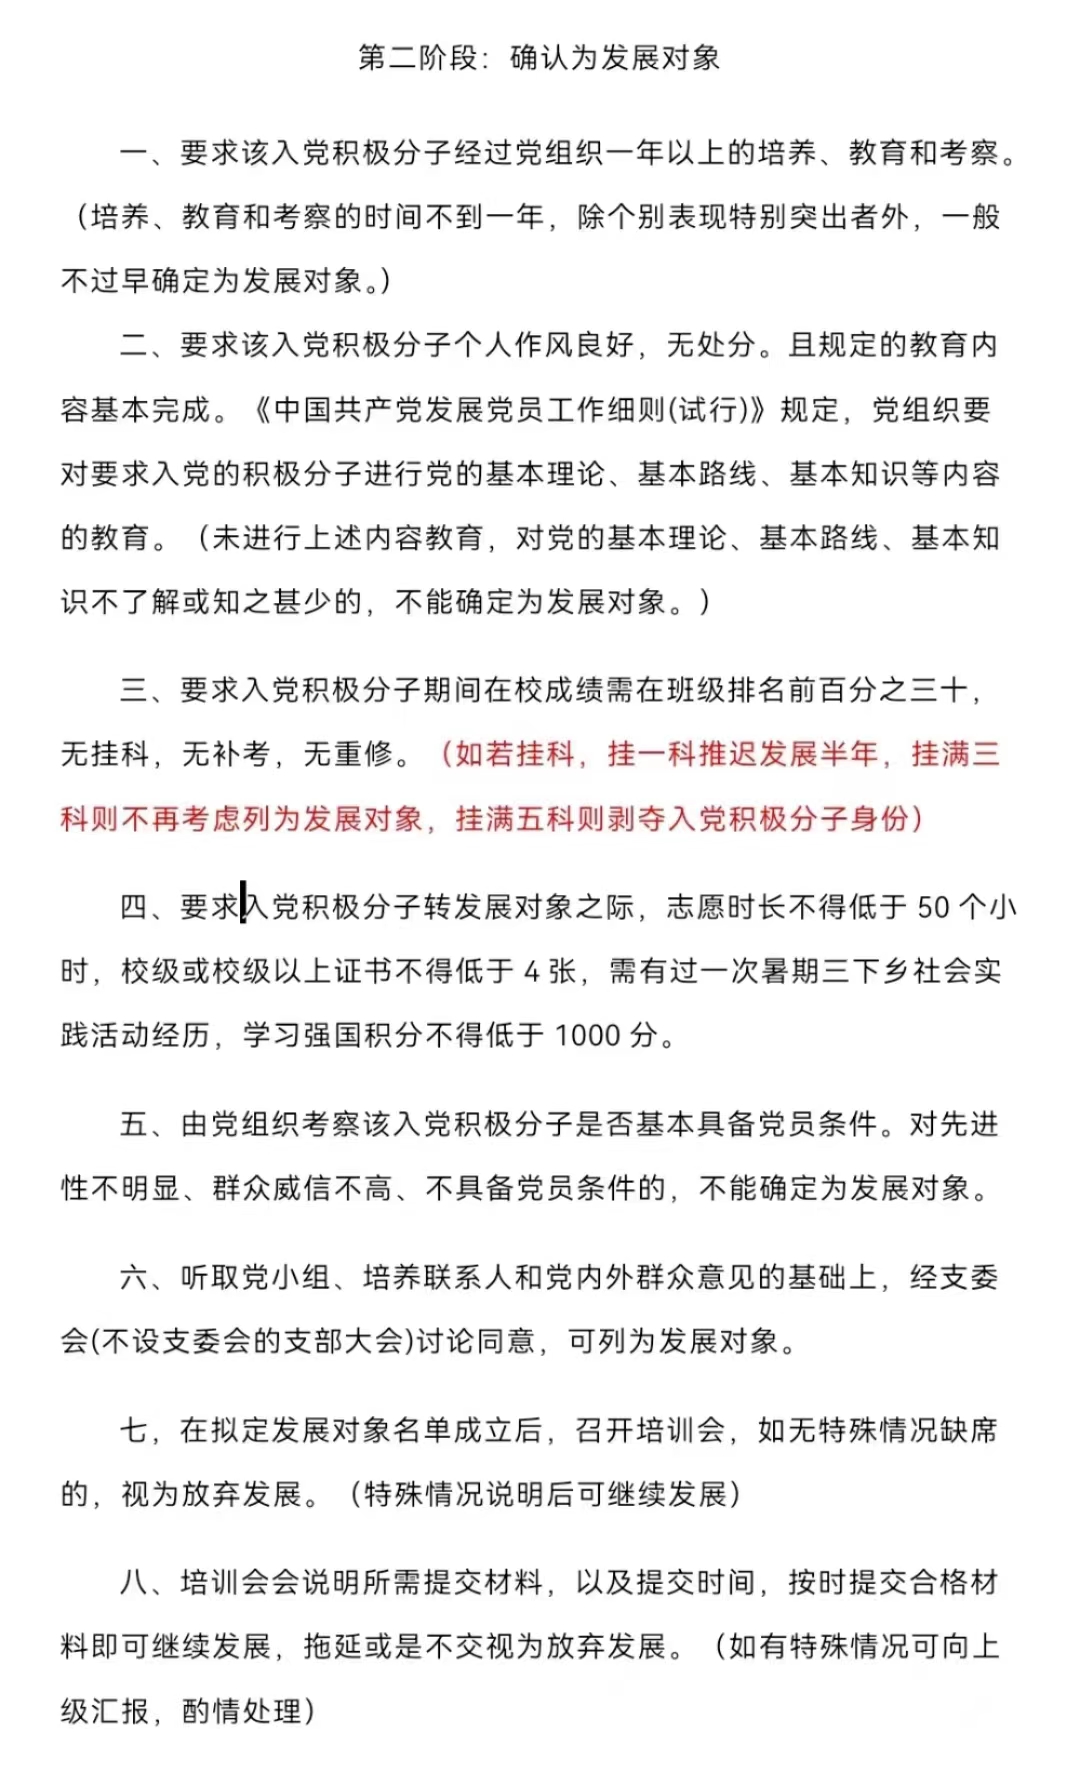 第二阶段：确认为发展对象
一、要求该入党积极分子经过党组织一年以上的培养、教育和考察。
（培养、教育和考察的时间不到一年，除个别表现特别突出者外，一般
不过早确定为发展对象。）
二、要求该入党积极分子个人作风良好，无处分。且规定的教育内
容基本完成。《中国共产党发展党员工作细则(试行)》规定，党组织要
对要求入党的积极分子进行党的基本理论、基本路线、基本知识等内容
的教育。（未进行上述内容教育，对党的基本理论、基本路线、基本知
识不了解或知之甚少的，不能确定为发展对象。）
三、要求入党积极分子期间在校成绩需在班级排名前百分之三十，
无挂科，无补考，无重修。（如若挂科，挂一科推迟发展半年，挂满三
科则不再考虑列为发展对象，挂满五科则剥夺入党积极分子身份）
四、要求入党积极分子转发展对象之际，志愿时长不得低于 50 个小
时，校级或校级以上证书不得低于 4 张，需有过一次暑期三下乡社会实
践活动经历，学习强国积分不得低于 1000 分。
五、由党组织考察该入党积极分子是否基本具备党员条件。对先进
性不明显、群众威信不高、不具备党员条件的，不能确定为发展对象。
六、听取党小组、培养联系人和党内外群众意见的基础上，经支委
会(不设支委会的支部大会)讨论同意，可列为发展对象。
七，在拟定发展对象名单成立后，召开培训会，如无特殊情况缺席
的，视为放弃发展。（特殊情况说明后可继续发展）
八、培训会会说明所需提交材料，以及提交时间，按时提交合格材
料即可继续发展，拖延或是不交视为放弃发展。（如有特殊情况可向上
级汇报，酌情处理）